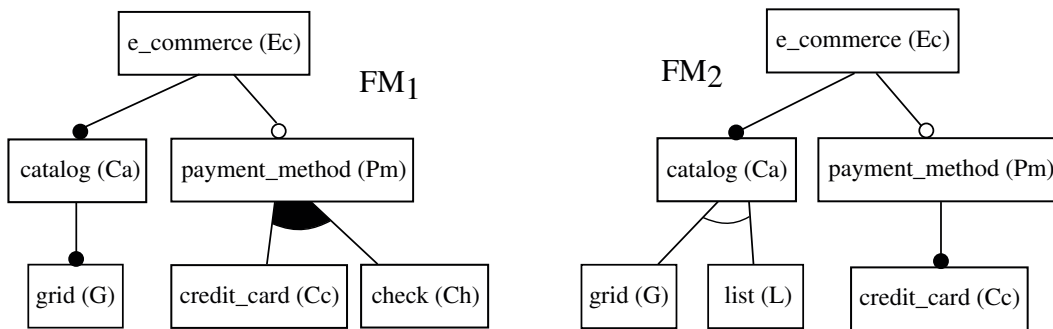 e_commerce (Ec)
FM1
catalog (Ca)
payment_method (Pm)
grid (G)
credit_card (Cc)
check (Ch)
e_commerce (Ec)
FM2
catalog (Ca)
payment_method (Pm)
grid (G)
list (L)
credit_card (Cc)